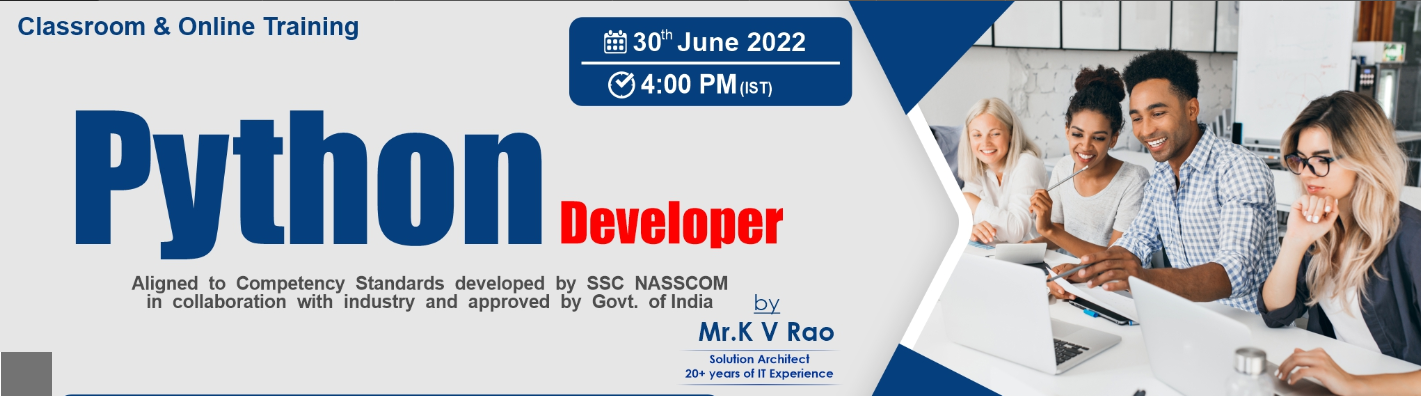 Classroom & Online Training
30th June 2022
4:00 PM (IST)
Python
Developer
Aligned to Competency Standards developed by SSC NASSCOM
in collaboration with industry and approved by Govt. of India
by
Mr.K V Rao
Solution Architect
20+ years of IT Experience